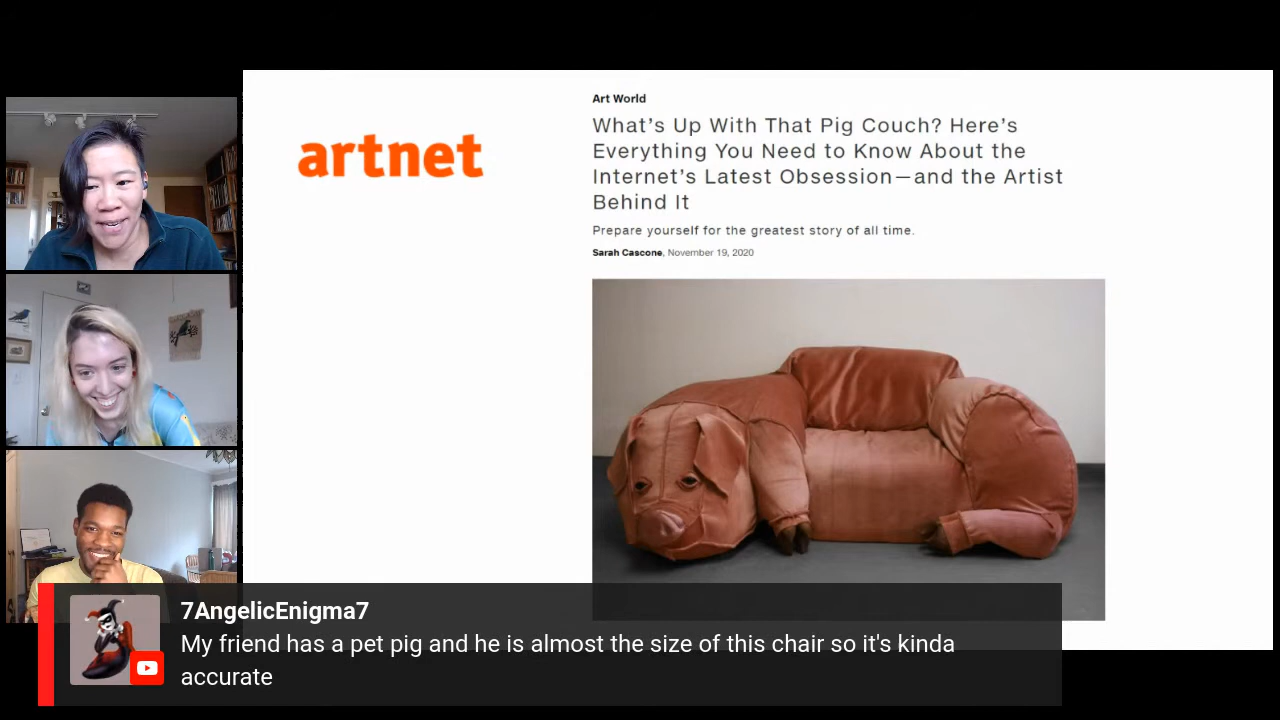 artnet
Art World
What's Up With That Pig Couch? Here's
Everything You Need to Know About the
Internet's Latest Obsession—and the Artist
Behind It
Prepare yourself for the greatest story of all time.
Sarah Cascone, November 19, 2020
7AngelicEnigma7
My friend has a pet pig and he is almost the size of this chair so it's kinda
accurate